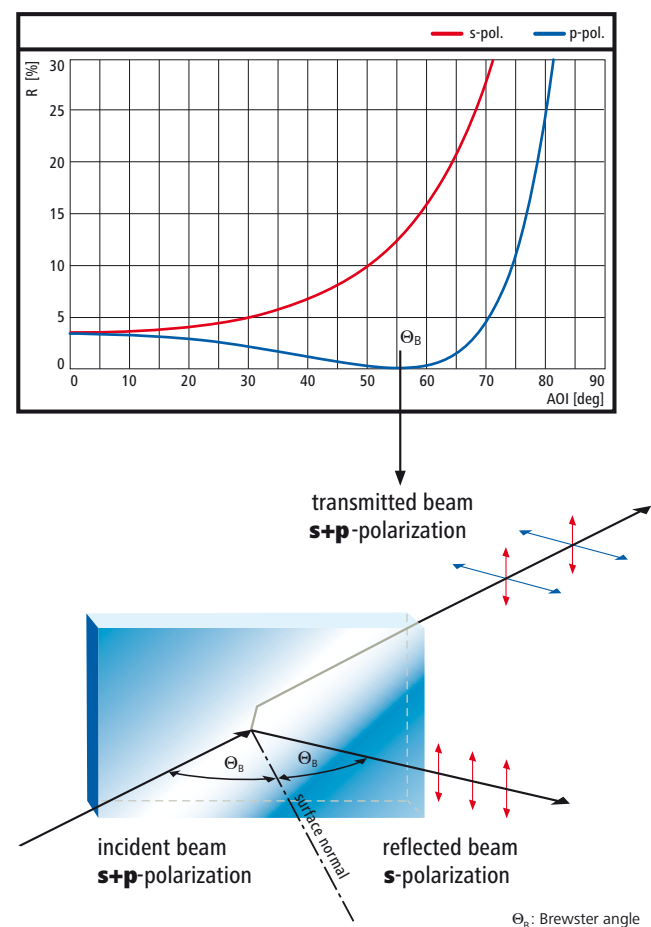 s-pol. p-pol.
R [%]
30
25
20
15
10
5
0
ΘB
0 10 20 30 40 50 60 70 80 90
AOI [deg]
transmitted beam
s+p-polarization
ΘB ΘB
surface normal
incident beam
s+p-polarization
reflected beam
s-polarization
ΘB: Brewster angle